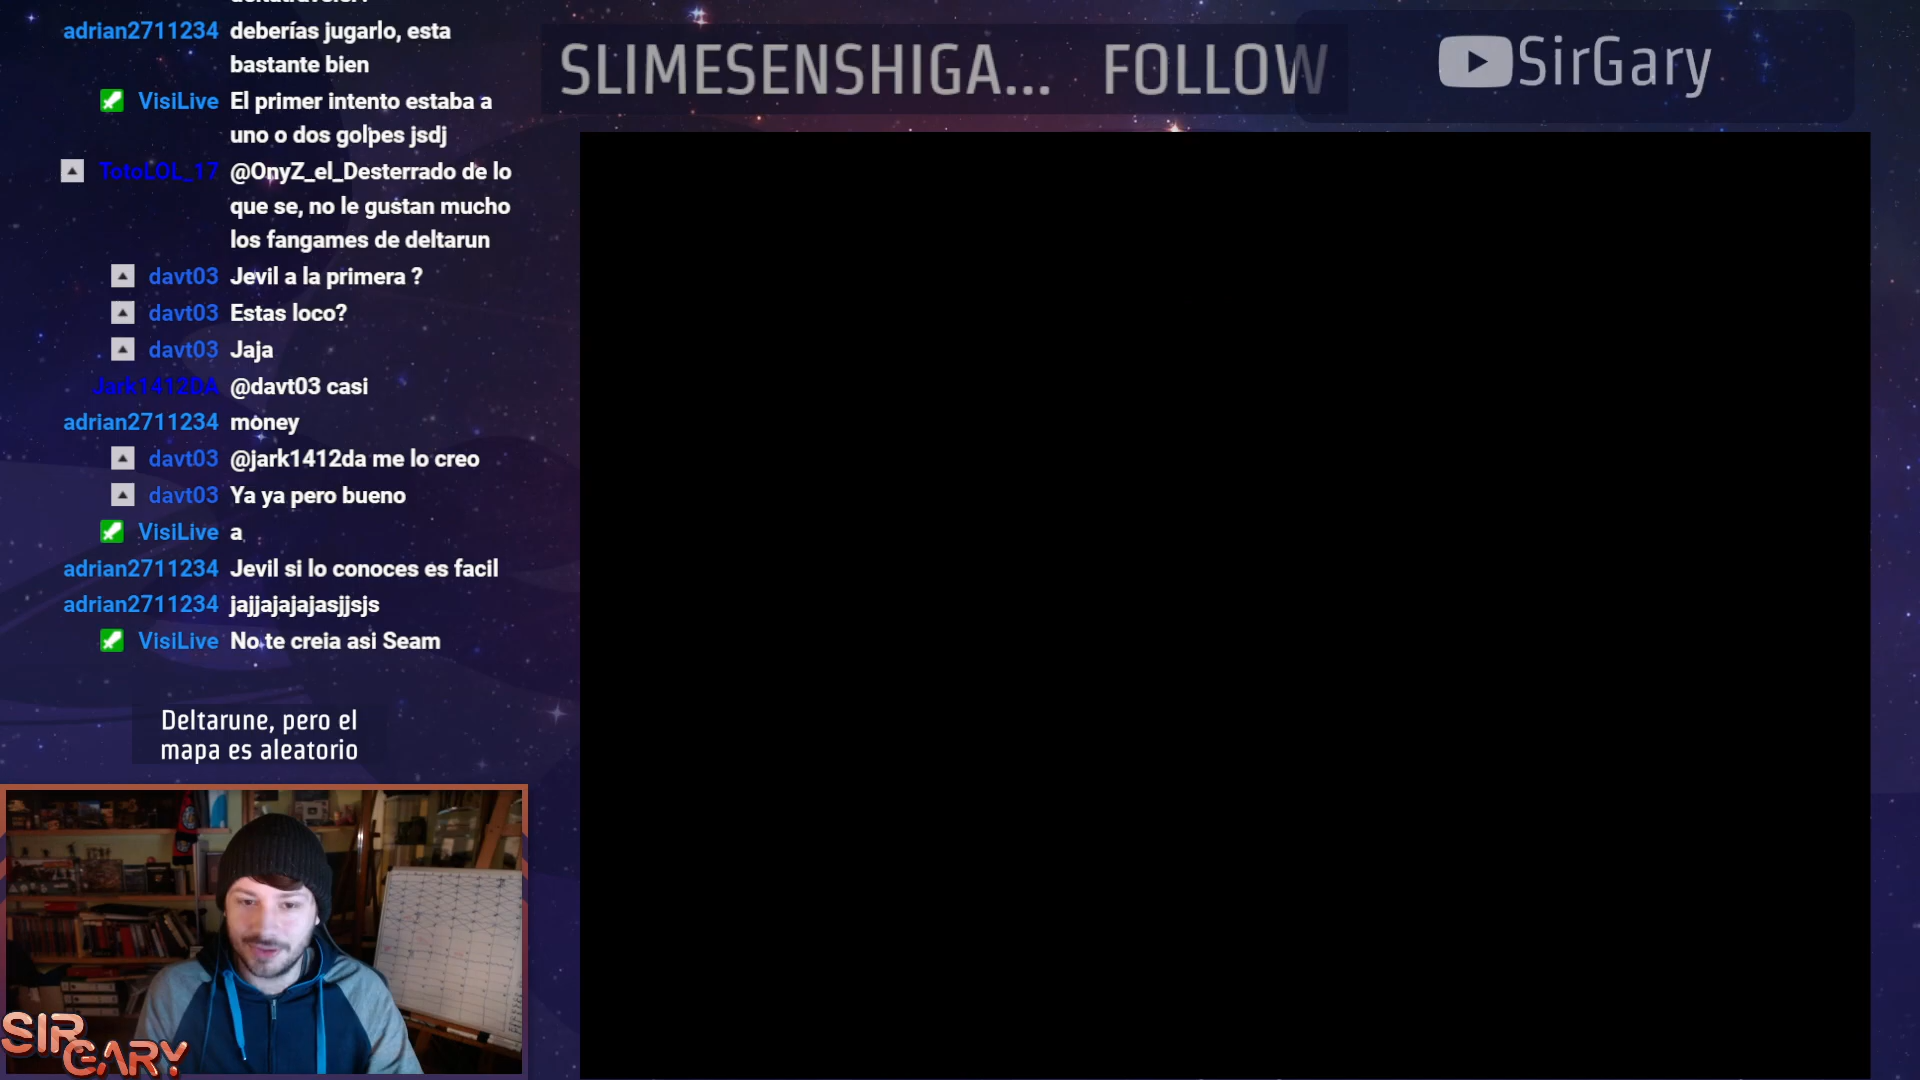 adrian2711234 deberías jugarlo, esta
bastante bien
VisiLive El primer intento estaba a
uno o dos golpes jsdj
TotoLOL_17 @OnyZ_el_Desterrado de lo
que se, no le gustan mucho
los fangames de deltarun
davt03 Jevil a la primera ?
davt03 Estas loco?
davt03 Jaja
Jark1412DA @davt03 casi
adrian2711234 money
davt03 @jark1412da me lo creo
davt03 Ya ya pero bueno
VisiLive a
adrian2711234 Jevil si lo conoces es facil
adrian2711234 jajjajajajasjjsjs
VisiLive No te creia asi Seam
Deltarune, pero el
mapa es aleatorio
SIR
GARY
SLIMESENSHIGA... FOLLOW
SirGary